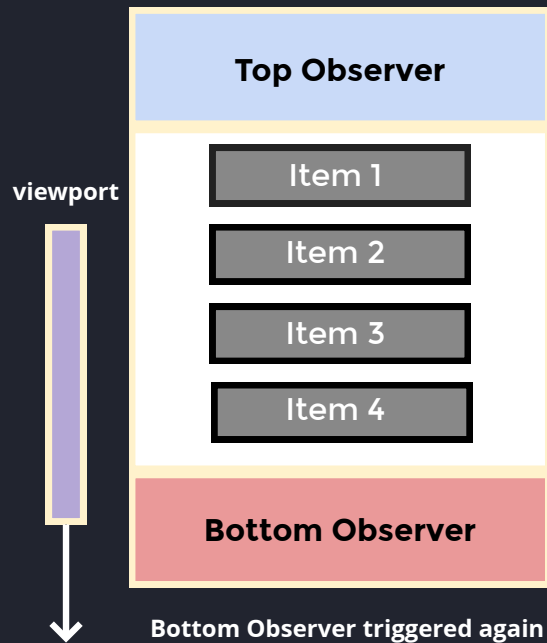 Top Observer
viewport
Item 1
Item 2
Item 3
Item 4
Bottom Observer
Bottom Observer triggered again